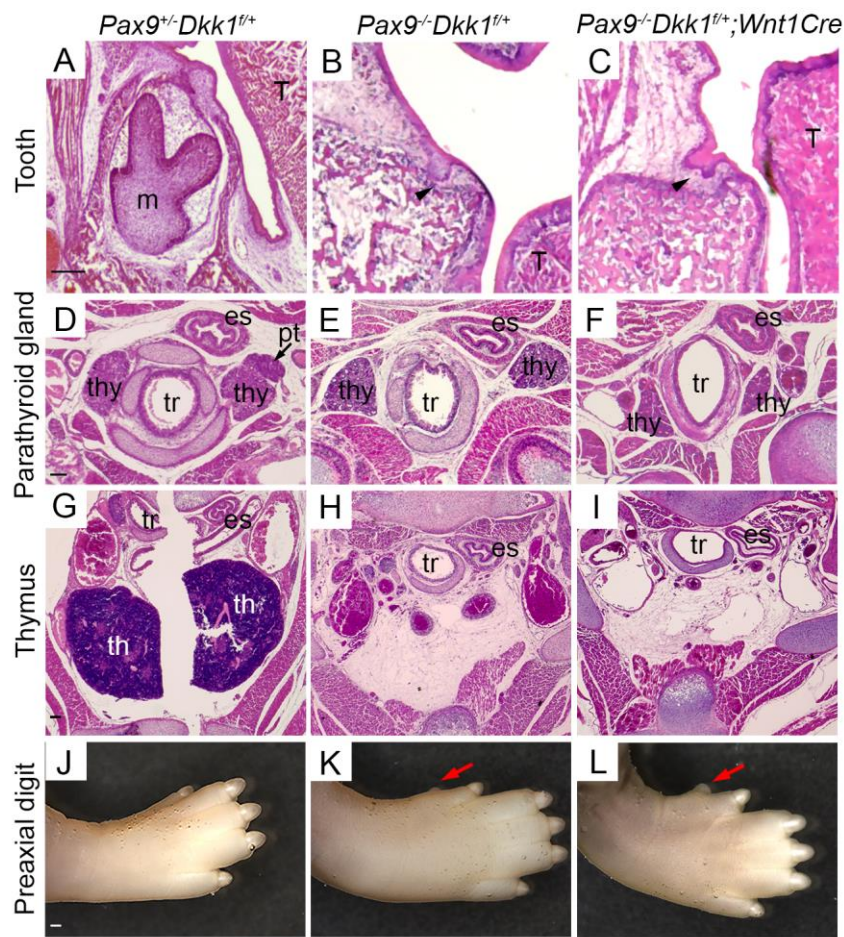 Pax9+/-Dkk1f/+ Pax9-/-Dkk1f/+ Pax9-/-Dkk1f/+;Wnt1Cre
Tooth
A T m
B T
C T
Parathyroid gland
D es pt thy thy tr
E es thy thy tr
F es tr thy thy
Thymus
G tr es th th
H tr es
I tr es
Preaxial digit
J
K
L